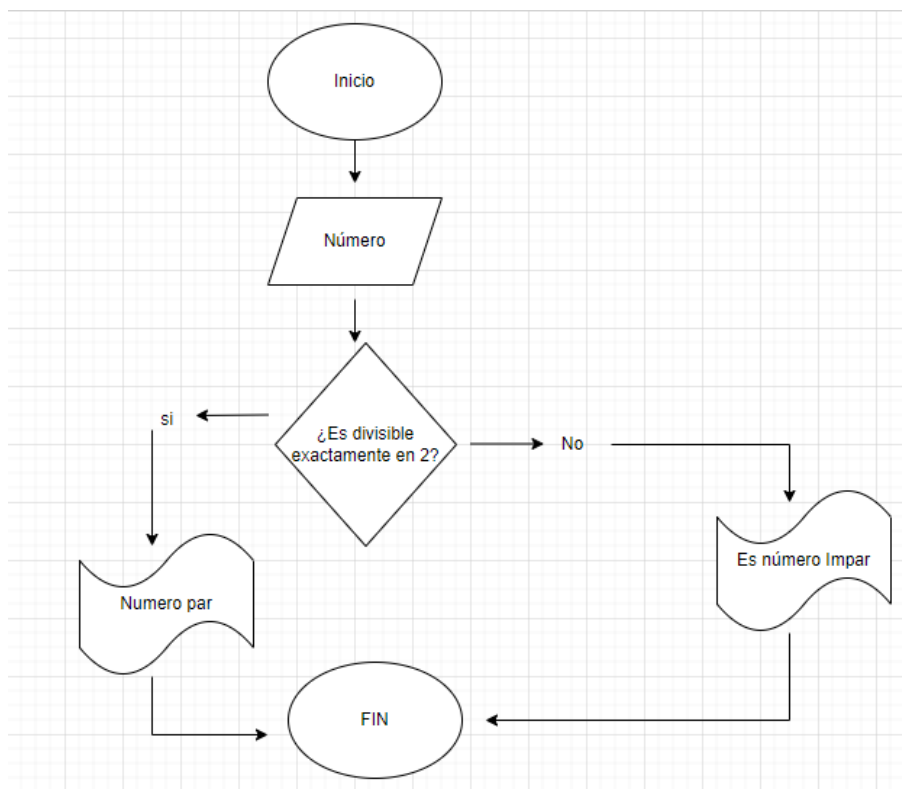 Inicio
Número
¿Es divisible
exactamente en 2?
si
No
Numero par
Es número Impar
FIN